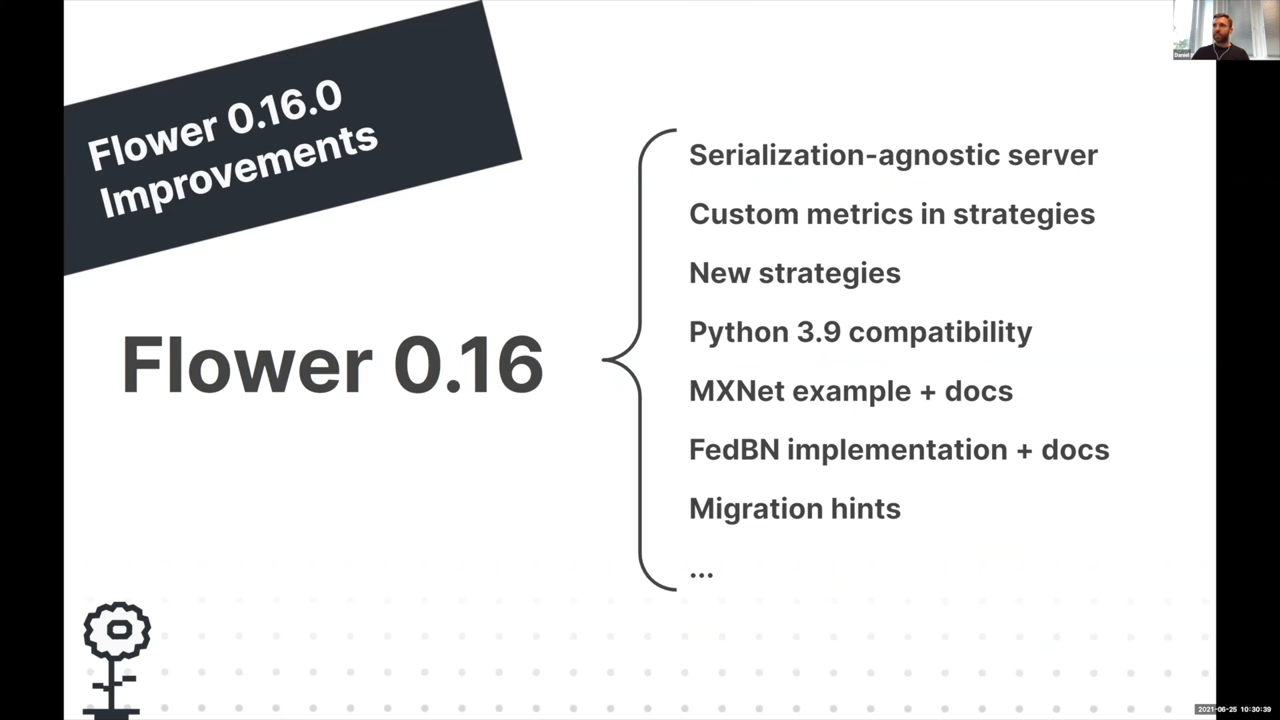 Flower 0.16.0
Improvements
Flower 0.16
Serialization-agnostic server
Custom metrics in strategies
New strategies
Python 3.9 compatibility
MXNet example + docs
FedBN implementation + docs
Migration hints
...
Daniel
2021-06-25 10:30:39